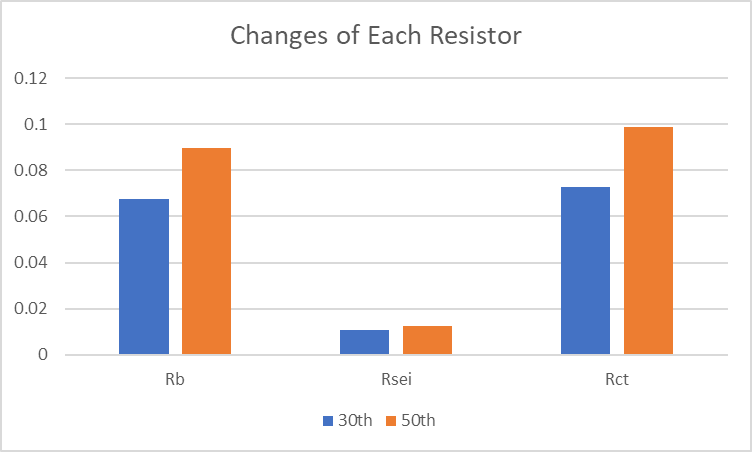 Changes of Each Resistor
0.12
0.1
0.08
0.06
0.04
0.02
0
Rb Rsei Rct
30th 50th